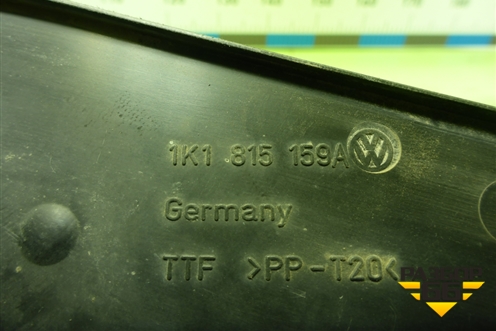 1K1 815 159A
Germany
TTF >PP-T20<